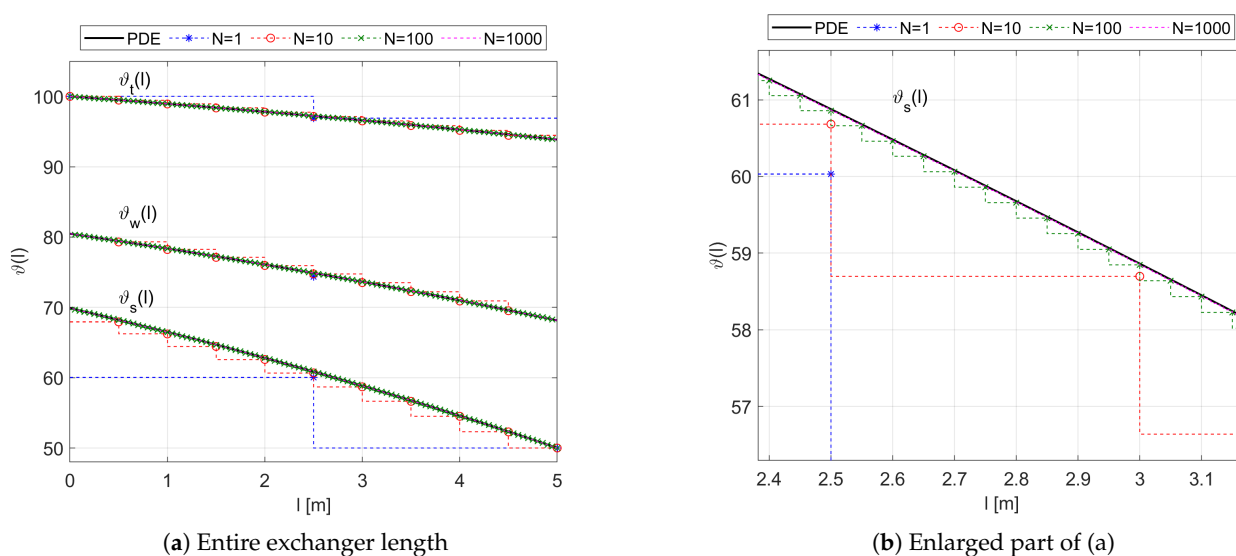 PDE N=1 N=10 N=100 N=1000
ϑt(l)
ϑw(l)
ϑs(l)
100
90
80
70
60
50
ϑ(l)
0 1 2 3 4 5
l [m]
(a) Entire exchanger length
PDE N=1 N=10 N=100 N=1000
ϑs(l)
61
60
59
58
57
ϑ(l)
2.4 2.5 2.6 2.7 2.8 2.9 3 3.1
l [m]
(b) Enlarged part of (a)